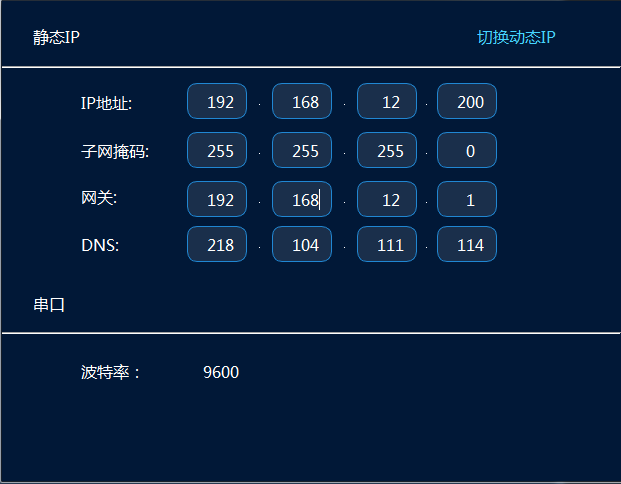 静态IP 切换动态IP
IP地址: 192 . 168 . 12 . 200
子网掩码: 255 . 255 . 255 . 0
网关: 192 . 168 . 12 . 1
DNS: 218 . 104 . 111 . 114
串口
波特率： 9600